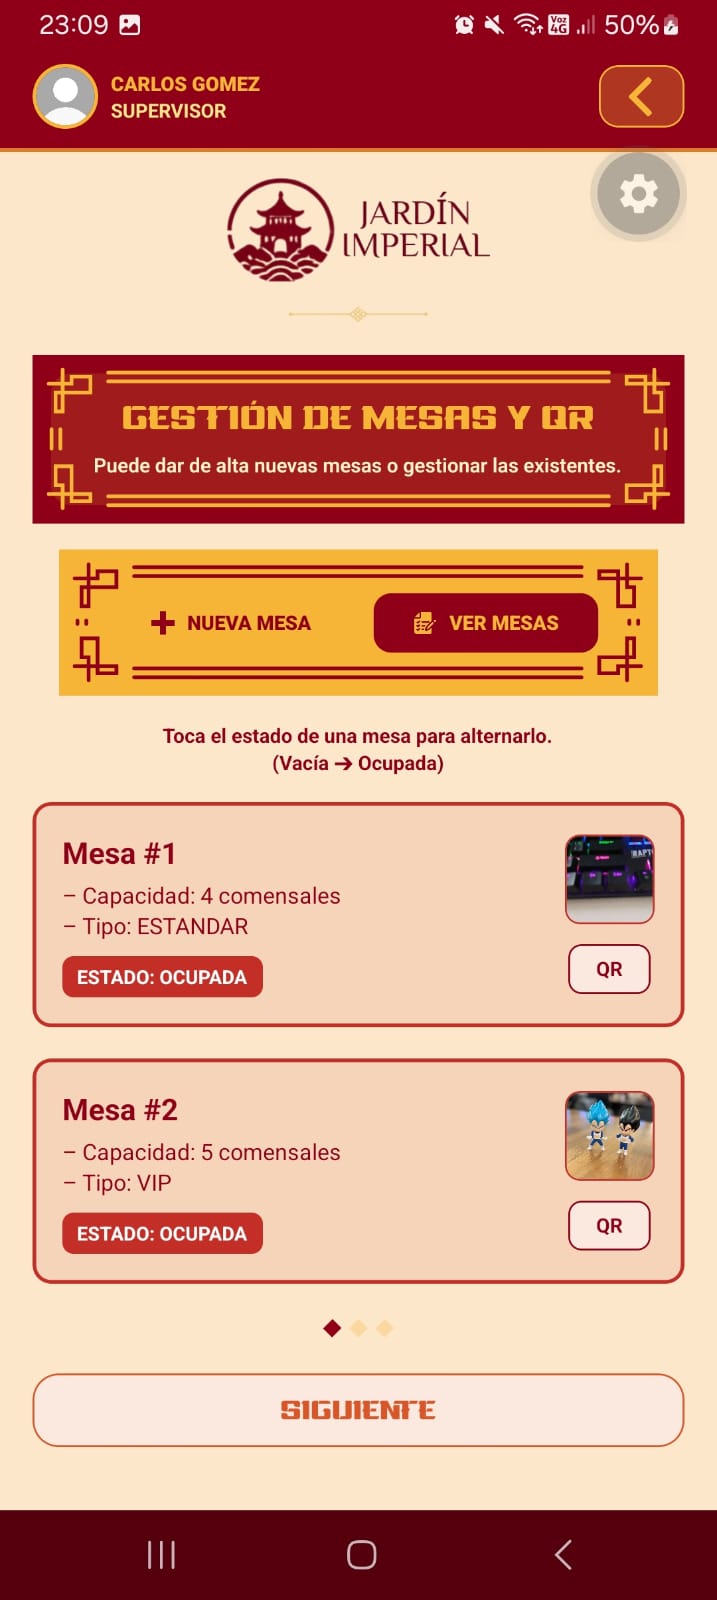 23:09
Voz
4G
50%
CARLOS GOMEZ
SUPERVISOR
JARDÍN
IMPERIAL
GESTIÓN DE MESAS Y QR
Puede dar de alta nuevas mesas o gestionar las existentes.
NUEVA MESA
VER MESAS
Toca el estado de una mesa para alternarlo.
(Vacía → Ocupada)
Mesa #1
– Capacidad: 4 comensales
– Tipo: ESTANDAR
ESTADO: OCUPADA
QR
Mesa #2
– Capacidad: 5 comensales
– Tipo: VIP
ESTADO: OCUPADA
QR
SIGUIENTE